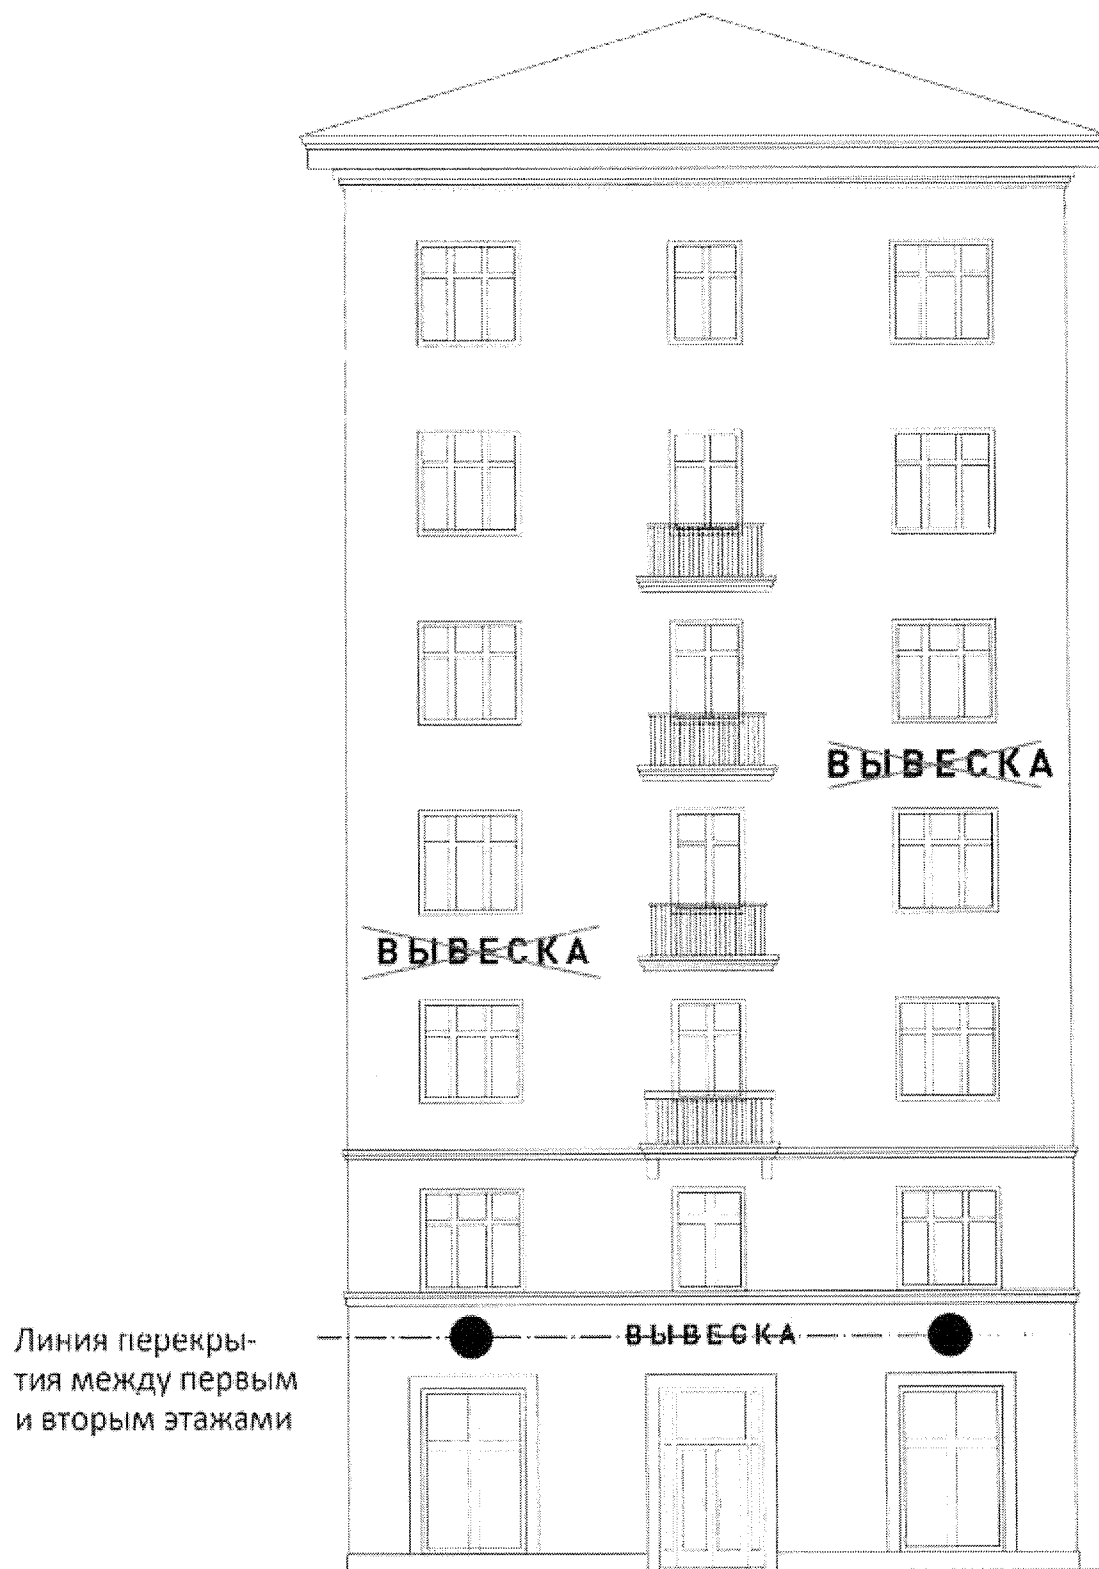 ВЫВЕСКА
ВЫВЕСКА
Линия перекры-
тия между первым
и вторым этажами
ВЫВЕСКА